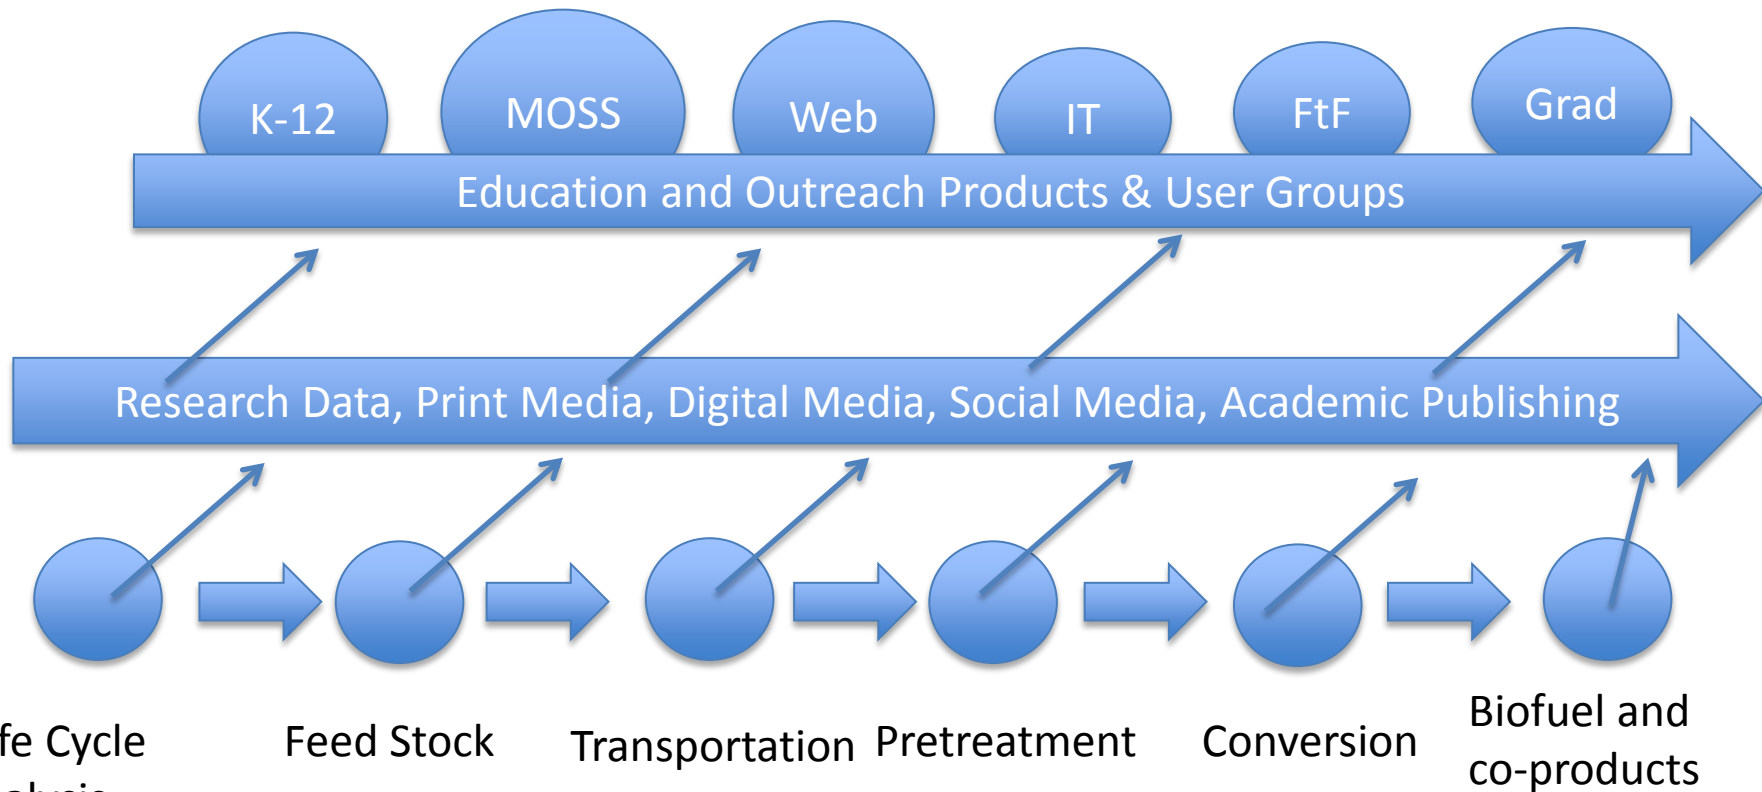 K-12
MOSS
Web
IT
FtF
Grad
Education and Outreach Products & User Groups
Research Data, Print Media, Digital Media, Social Media, Academic Publishing
fe Cycle
Feed Stock
Transportation
Pretreatment
Conversion
Biofuel and
co-products